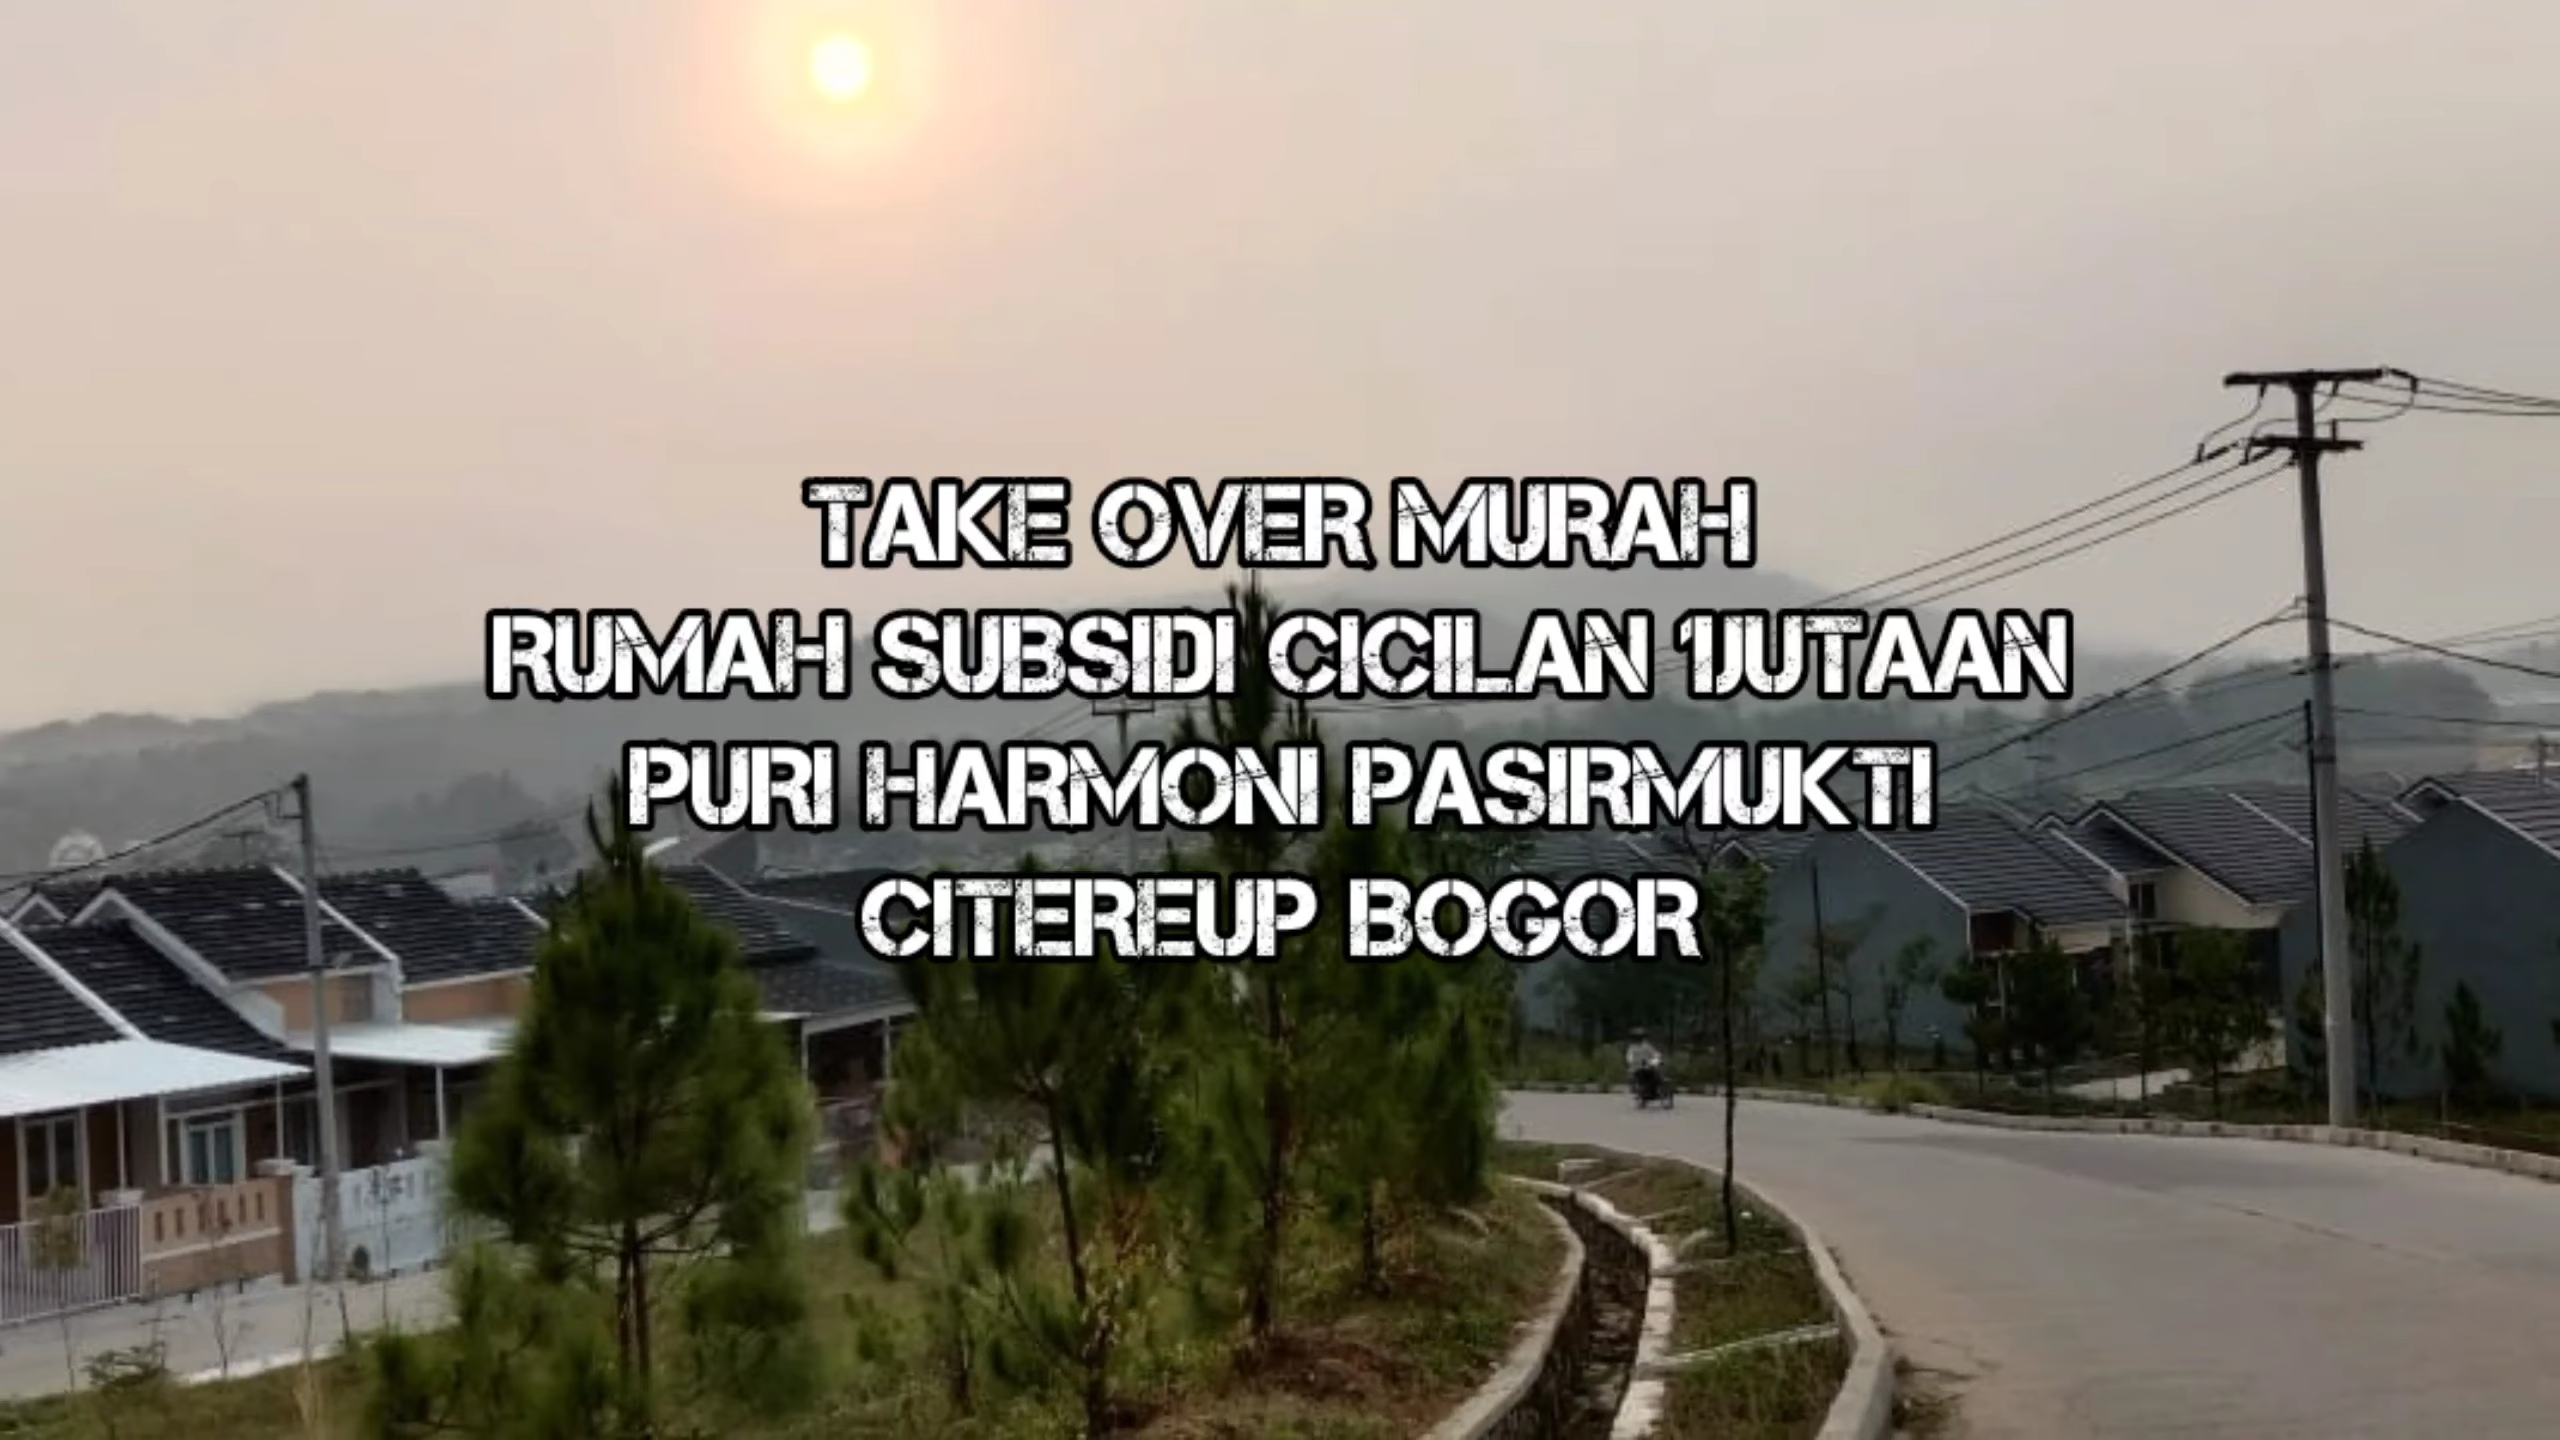 TAKE OVER MURAH
RUMAH SUBSIDI CICILAN 1JUTAAN
PURI HARMONI PASIRMUKTI
CITEREUP BOGOR